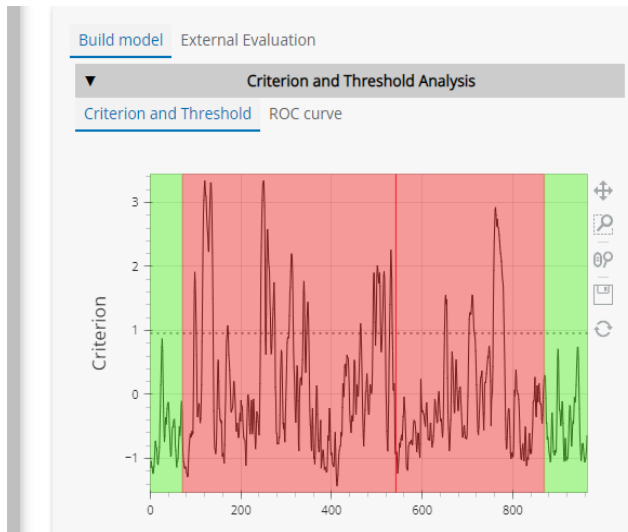 Build model External Evaluation
▼ Criterion and Threshold Analysis
Criterion and Threshold ROC curve
Criterion
3
2
1
0
−1
0 200 400 600 800